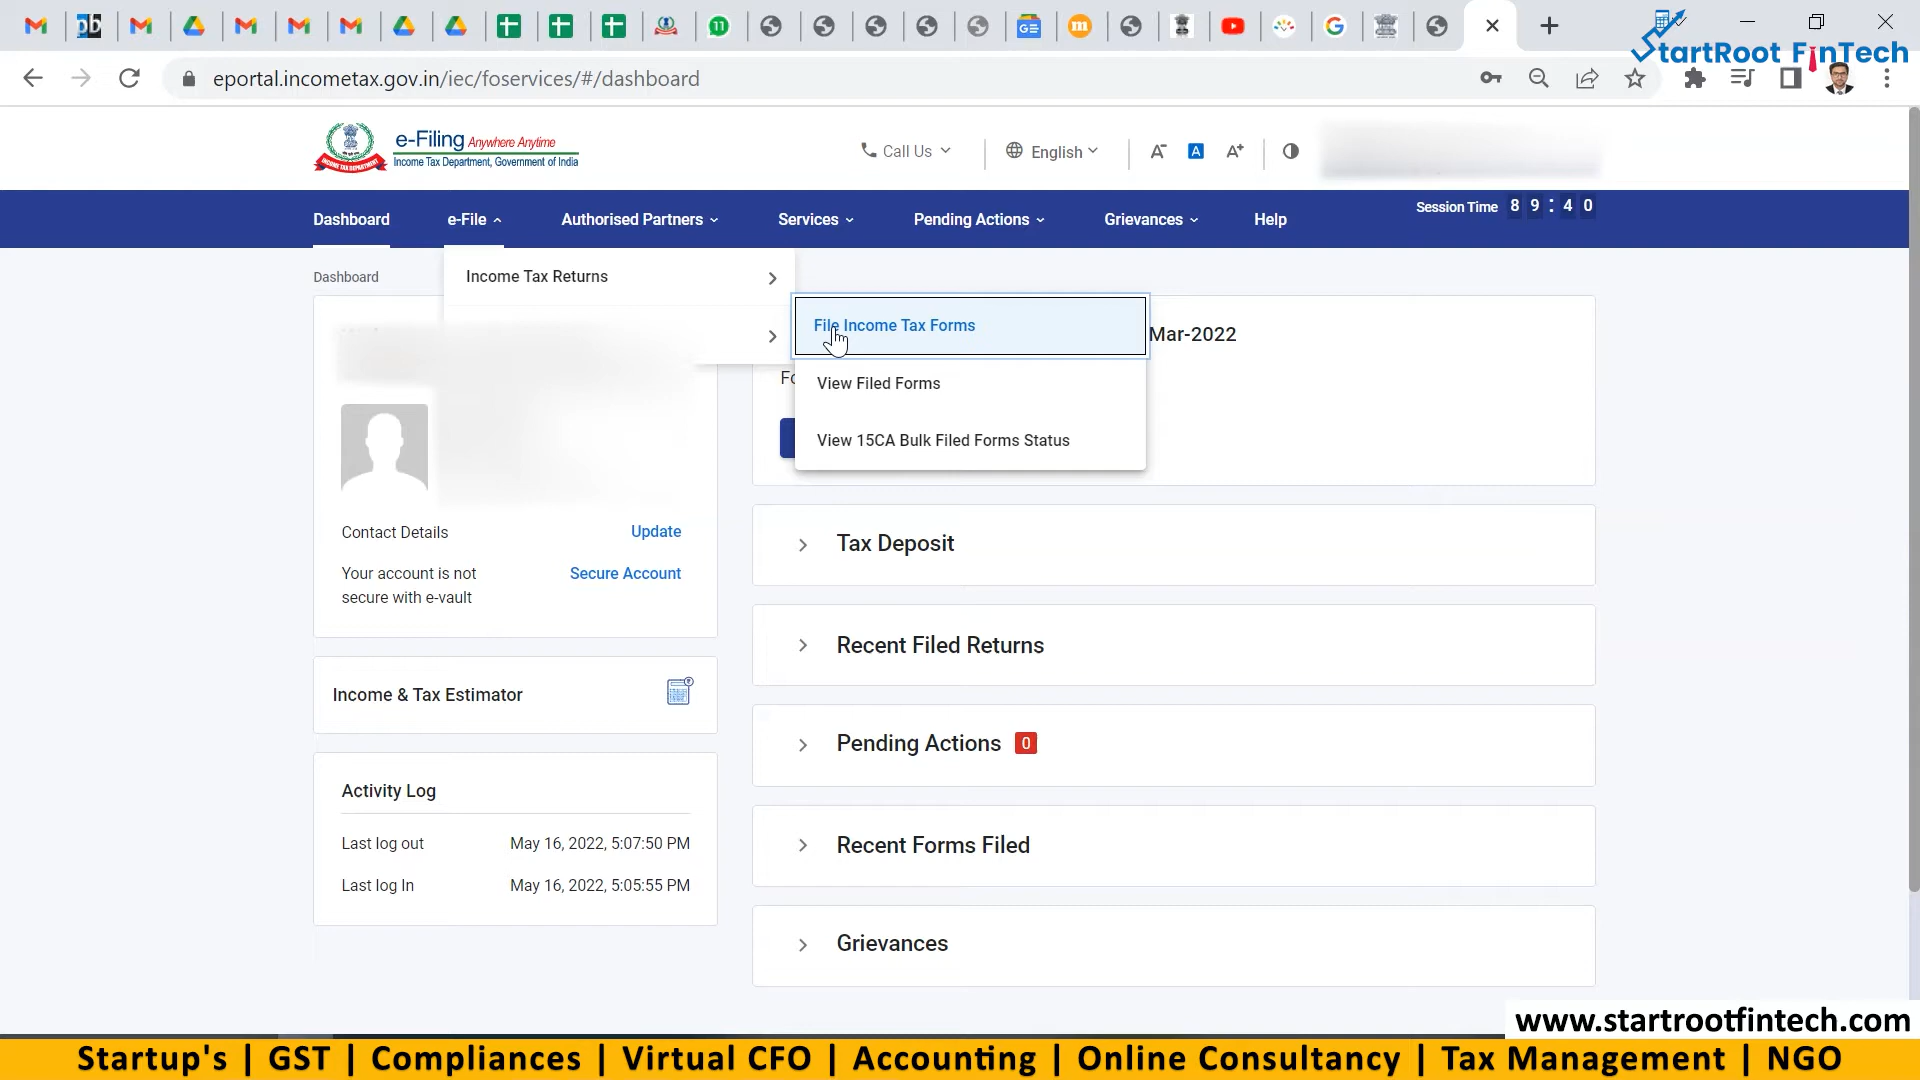 StartRoot FinTech
eportal.incometax.gov.in/iec/foservices/#/dashboard
e-Filing Anywhere Anytime
Income Tax Department, Government of India
INCOME TAX DEPARTMENT
Call Us
English
A-
A
A+
Dashboard
e-File
Authorised Partners
Services
Pending Actions
Grievances
Help
Session Time 89:40
Dashboard
Income Tax Returns
File Income Tax Forms
View Filed Forms
View 15CA Bulk Filed Forms Status
Mar-2022
Contact Details
Update
Your account is not
secure with e-vault
Secure Account
Income & Tax Estimator
Activity Log
Last log out May 16, 2022, 5:07:50 PM
Last log In May 16, 2022, 5:05:55 PM
Tax Deposit
Recent Filed Returns
Pending Actions 0
Recent Forms Filed
Grievances
www.startrootfintech.com
Startup's | GST | Compliances | Virtual CFO | Accounting | Online Consultancy | Tax Management | NGO